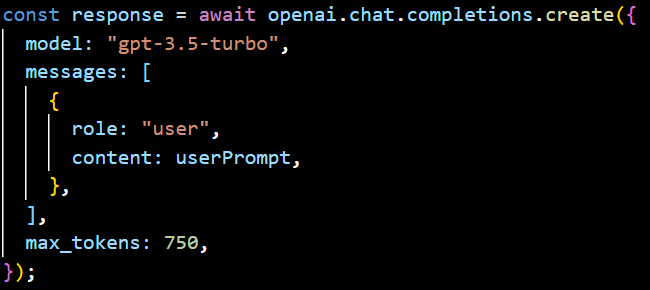 const response = await openai.chat.completions.create({
  model: "gpt-3.5-turbo",
  messages: [
    {
      role: "user",
      content: userPrompt,
    },
  ],
  max_tokens: 750,
});